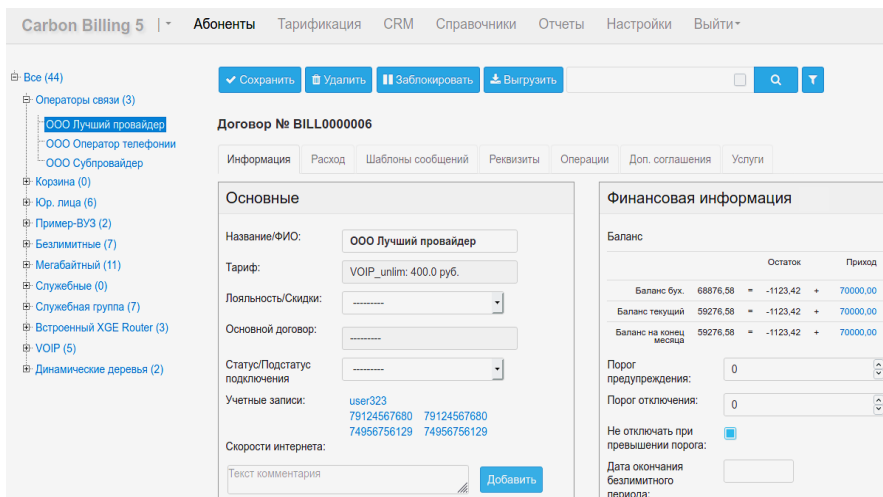 Carbon Billing 5 | Абоненты Тарификация CRM Справочники Отчеты Настройки Выйти
Все (44)
Операторы связи (3)
ООО Лучший провайдер
ООО Оператор телефонии
ООО Субпровайдер
Корзина (0)
Юр. лица (6)
Пример-ВУЗ (2)
Безлимитные (7)
Мегабайтный (11)
Служебные (0)
Служебная группа (7)
Встроенный XGE Router (3)
VOIP (5)
Динамические деревья (2)
Сохранить Удалить Заблокировать Выгрузить
Договор № BILL0000006
Информация Расход Шаблоны сообщений Реквизиты Операции Доп. соглашения Услуги
Основные
Название/ФИО: ООО Лучший провайдер
Тариф: VOIP_unlim: 400.0 руб.
Лояльность/Скидки: ---------
Основной договор: ---------
Статус/Подстатус
подключения ---------
Учетные записи: user323
79124567680 79124567680
74956756129 74956756129
Скорости интернета:
Текст комментария Добавить
Финансовая информация
Баланс
Остаток Приход
Баланс бух. 68876,58 = -1123,42 + 70000,00
Баланс текущий 59276,58 = -1123,42 + 70000,00
Баланс на конец
месяца 59276,58 = -1123,42 + 70000,00
Порог
предупреждения: 0
Порог отключения: 0
Не отключать при
превышении порога:
Дата окончания
безлимитного
периода: